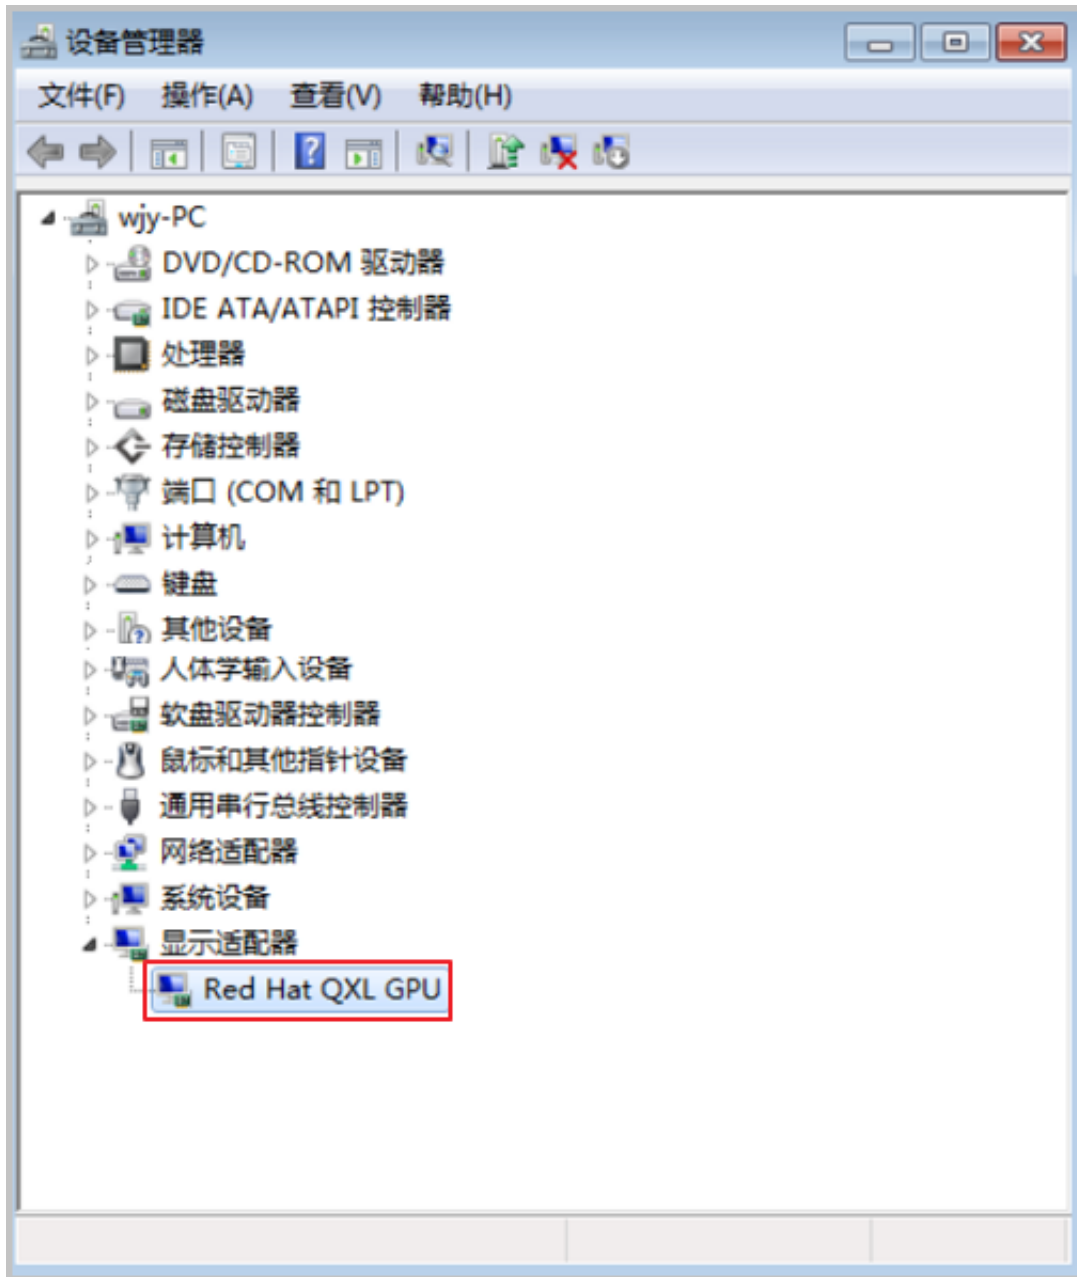 设备管理器
文件(F) 操作(A) 查看(V) 帮助(H)
wjy-PC
DVD/CD-ROM 驱动器
IDE ATA/ATAPI 控制器
处理器
磁盘驱动器
存储控制器
端口 (COM 和 LPT)
计算机
键盘
其他设备
人体学输入设备
软盘驱动器控制器
鼠标和其他指针设备
通用串行总线控制器
网络适配器
系统设备
显示适配器
Red Hat QXL GPU